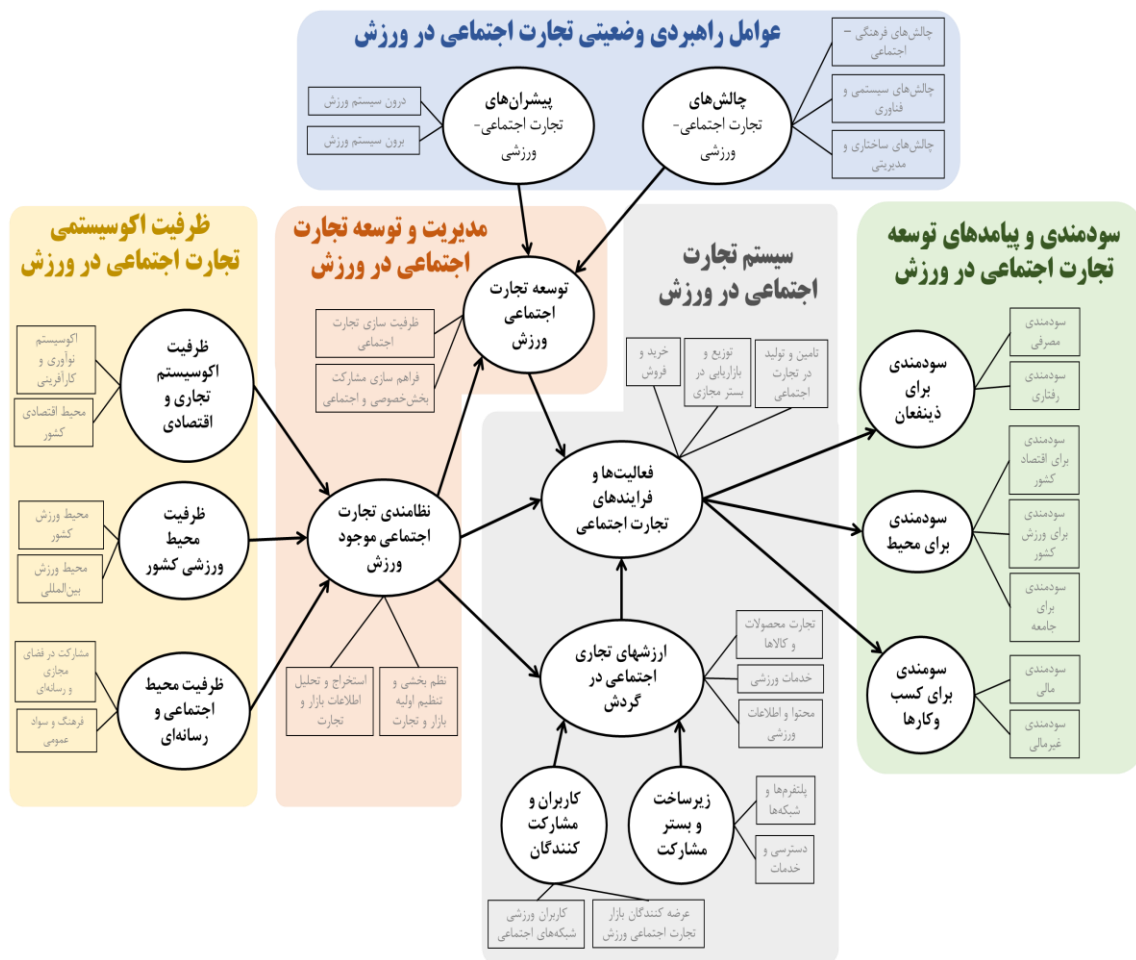 عوامل راهبردی وضعیتی تجارت اجتماعی در ورزش
چالش‌های فرهنگی –
اجتماعی
چالش‌های سیستمی و
فناوری
چالش‌های ساختاری و
مدیریتی
چالش‌های
تجارت اجتماعی-
ورزشی
پیشران‌های
تجارت اجتماعی-
ورزشی
درون سیستم ورزش
برون سیستم ورزش
سودمندی و پیامدهای توسعه
تجارت اجتماعی در ورزش
سودمندی
مصرفی
سودمندی
رفتاری
سودمندی
برای
ذینفعان
سودمندی
برای اقتصاد
کشور
سودمندی
برای ورزش
کشور
سودمندی
برای
جامعه
سودمندی
برای محیط
سودمندی
مالی
سودمندی
غیرمالی
سومندی
برای کسب
وکارها
سیستم تجارت
اجتماعی در ورزش
تامین و تولید
در تجارت
اجتماعی
توزیع و
بازاریابی در
بستر مجازی
خرید و
فروش
فعالیت‌ها و
فرایندهای
تجارت اجتماعی
تجارت محصولات
و کالاها
خدمات ورزشی
محتوا و اطلاعات
ورزشی
ارزشهای تجاری
اجتماعی در
گردش
پلتفرم‌ها و
شبکه‌ها
دسترسی و
خدمات
زیرساخت
و بستر
مشارکت
کاربران و
مشارکت
کنندگان
عرضه کنندگان بازار
تجارت اجتماعی ورزش
کاربران ورزشی
شبکه‌های اجتماعی
مدیریت و توسعه تجارت
اجتماعی در ورزش
توسعه تجارت
اجتماعی
ورزش
ظرفیت سازی تجارت
اجتماعی
فراهم سازی مشارکت
بخش‌خصوصی و اجتماعی
نظامندی تجارت
اجتماعی موجود
ورزش
نظم بخشی و
تنظیم اولیه
بازار و تجارت
استخراج و تحلیل
اطلاعات بازار و
تجارت
ظرفیت اکوسیستمی
تجارت اجتماعی در ورزش
ظرفیت
اکوسیستم
تجاری و
اقتصادی
اکوسیستم
نوآوری و
کارآفرینی
محیط اقتصادی
کشور
ظرفیت
محیط
ورزشی کشور
محیط ورزش
کشور
محیط ورزش
بین‌المللی
ظرفیت محیط
اجتماعی و
رسانه‌ای
مشارکت در فضای
مجازی
و رسانه‌ای
فرهنگ و سواد
عمومی